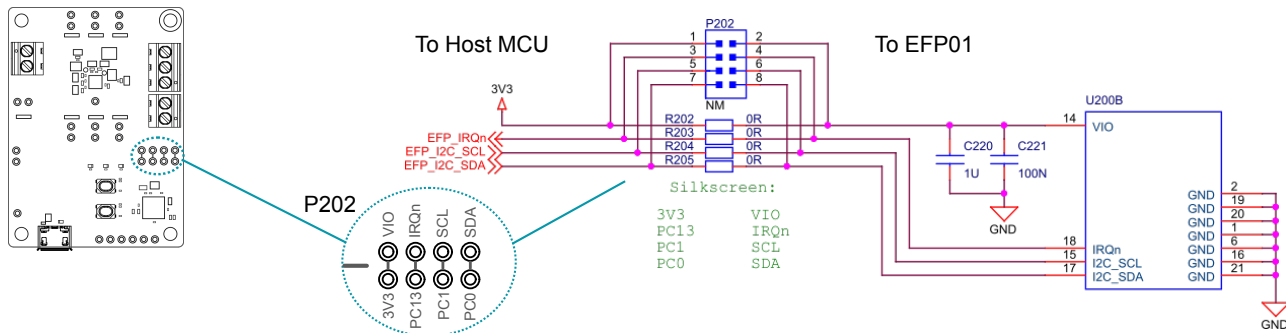 To Host MCU
P202
To EFP01
1 2
3 4
5 6
7 8
NM
3V3
R202 0R
R203 0R
R204 0R
R205 0R
EFP_IRQn
EFP_I2C_SCL
EFP_I2C_SDA
Silkscreen:
3V3 VIO
PC13 IRQn
PC1 SCL
PC0 SDA
C220
1U
C221
100N
GND
U200B
14 VIO
18 IRQn
15 I2C_SCL
17 I2C_SDA
GND 2
GND 19
GND 20
GND 1
GND 6
GND 16
GND 21
GND
P202
VIO IRQn SCL SDA
3V3 PC13 PC1 PC0